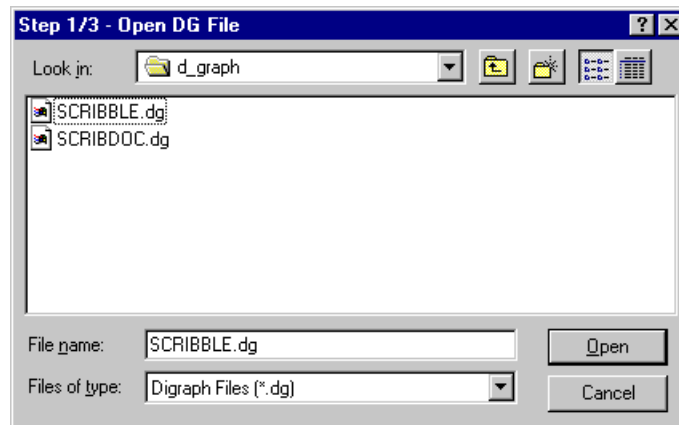 Step 1/3 - Open DG File
Look in: d_graph
SCRIBBLE.dg
SCRIBDOC.dg
File name: SCRIBBLE.dg Open
Files of type: Digraph Files (*.dg) Cancel